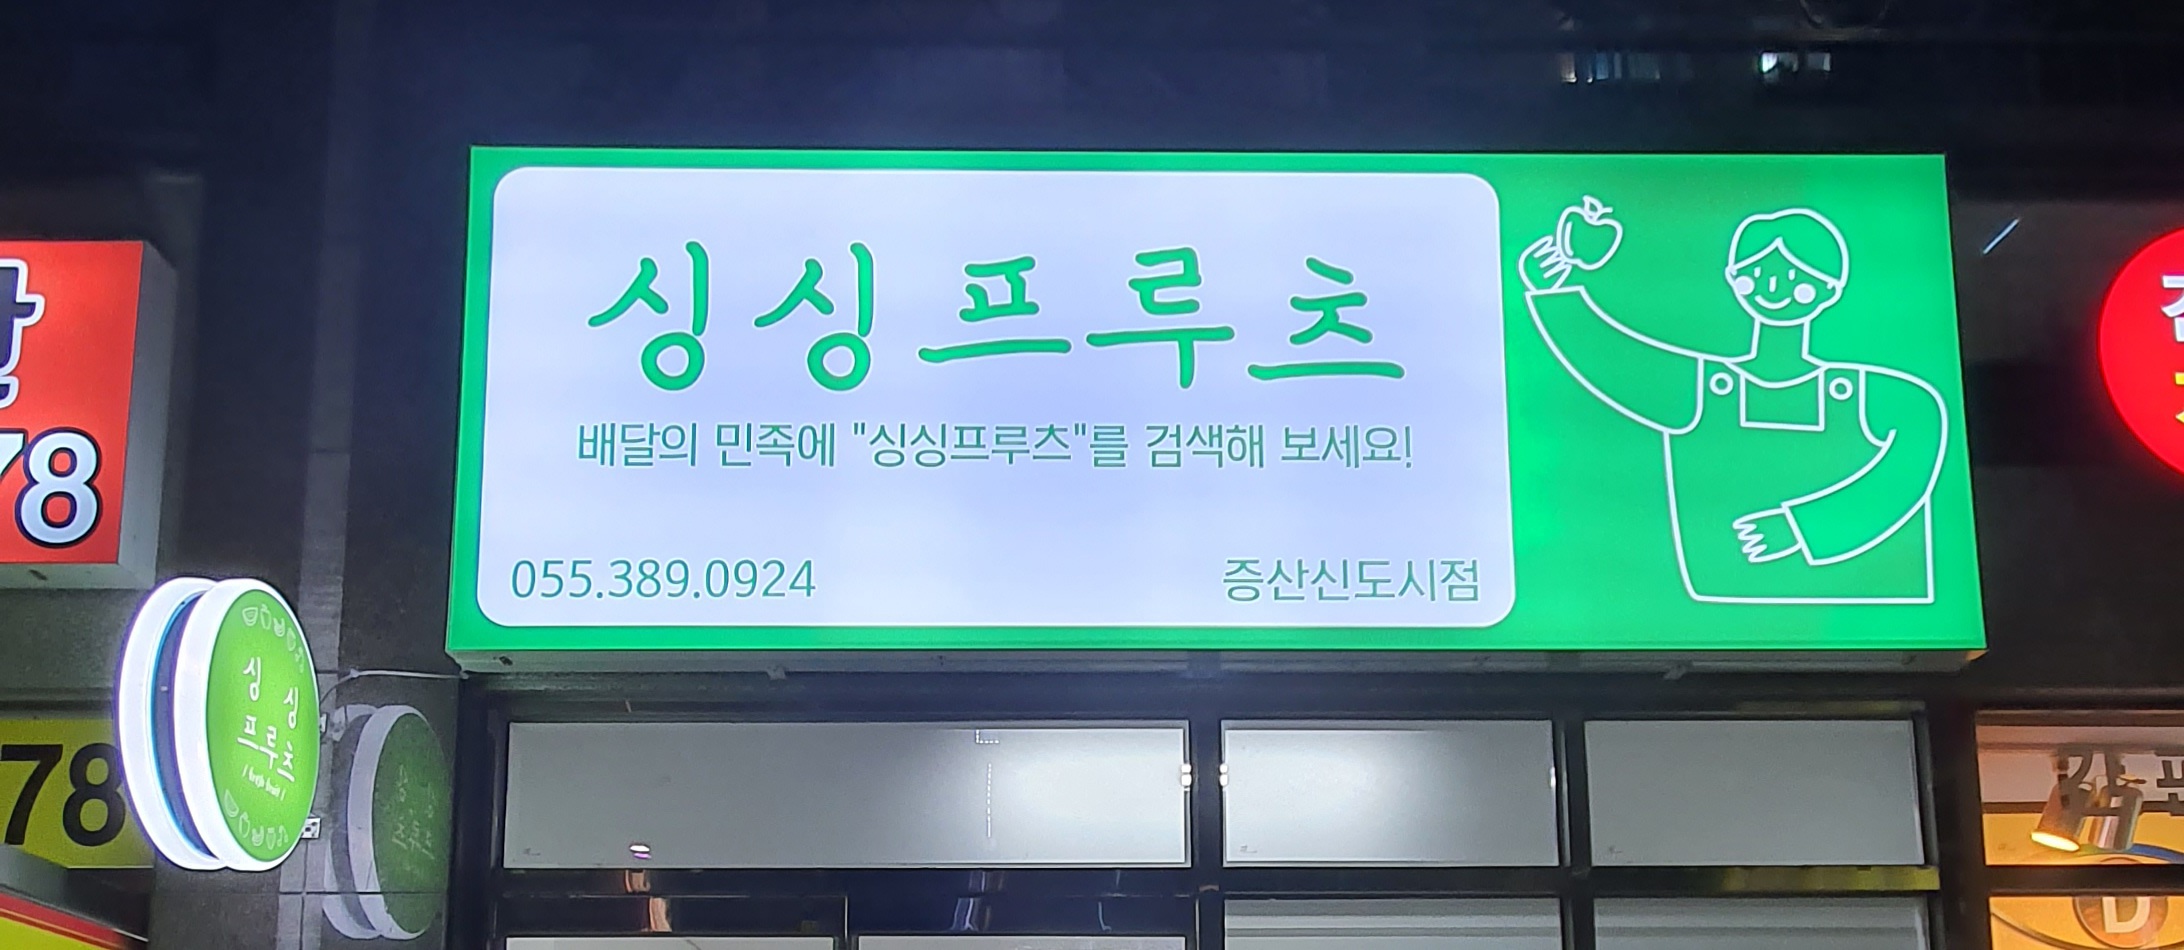 싱싱프루츠
배달의 민족에 "싱싱프루츠"를 검색해 보세요!
055.389.0924
증산신도시점
78
싱싱
프루츠
78
D